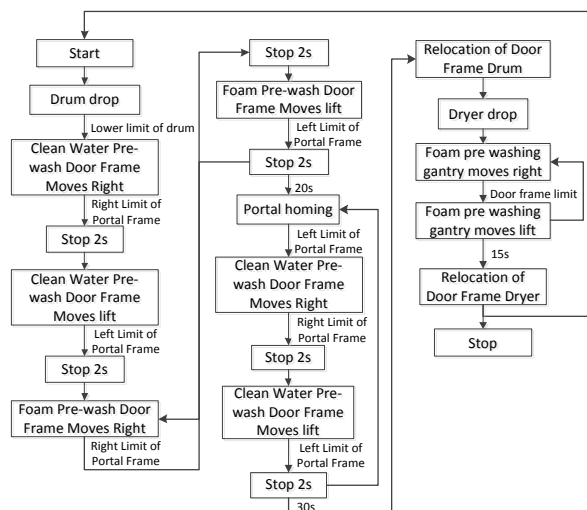 Start
Drum drop
Lower limit of drum
Clean Water Pre-
wash Door Frame
Moves Right
Right Limit of
Portal Frame
Stop 2s
Clean Water Pre-
wash Door Frame
Moves lift
Left Limit of
Portal Frame
Stop 2s
Foam Pre-wash Door
Frame Moves Right
Right Limit of
Portal Frame
Stop 2s
Foam Pre-wash Door
Frame Moves lift
Left Limit of
Portal Frame
Stop 2s
20s
Portal homing
Left Limit of
Portal Frame
Clean Water Pre-
wash Door Frame
Moves Right
Right Limit of
Portal Frame
Stop 2s
Clean Water Pre-
wash Door Frame
Moves lift
Left Limit of
Portal Frame
Stop 2s
30s
Relocation of Door
Frame Drum
Dryer drop
Foam pre washing
gantry moves right
Door frame limit
Foam pre washing
gantry moves lift
15s
Relocation of
Door Frame Dryer
Stop